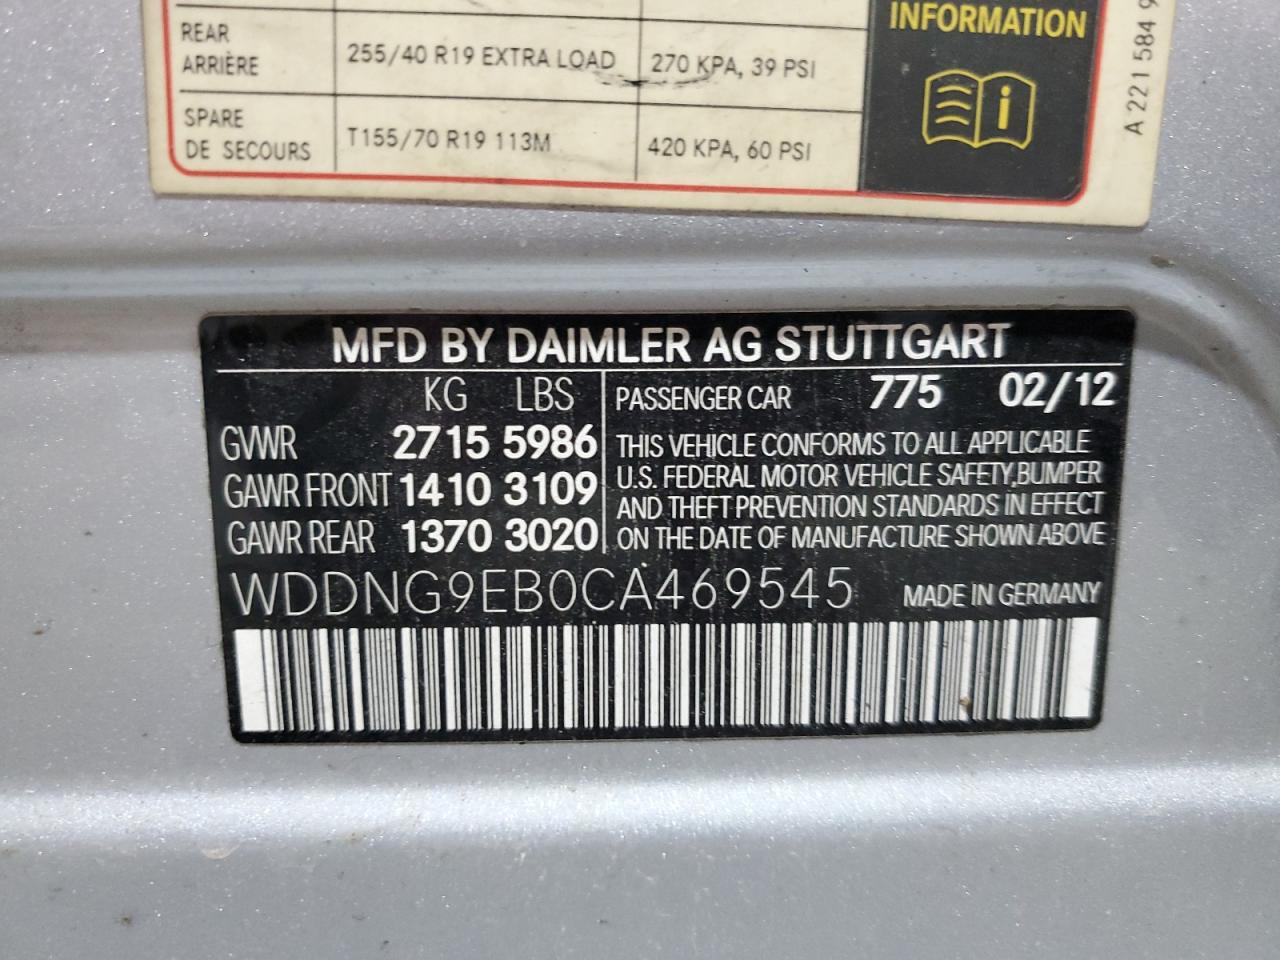 INFORMATION
REAR
ARRIÈRE
255/40 R19 EXTRA LOAD
270 KPA, 39 PSI
SPARE
DE SECOURS
T155/70 R19 113M
420 KPA, 60 PSI
A 221 584 9
MFD BY DAIMLER AG STUTTGART
KG LBS
GVWR 2715 5986
GAWR FRONT 1410 3109
GAWR REAR 1370 3020
PASSENGER CAR 775 02/12
THIS VEHICLE CONFORMS TO ALL APPLICABLE
U.S. FEDERAL MOTOR VEHICLE SAFETY,BUMPER
AND THEFT PREVENTION STANDARDS IN EFFECT
ON THE DATE OF MANUFACTURE SHOWN ABOVE
WDDNG9EB0CA469545 MADE IN GERMANY